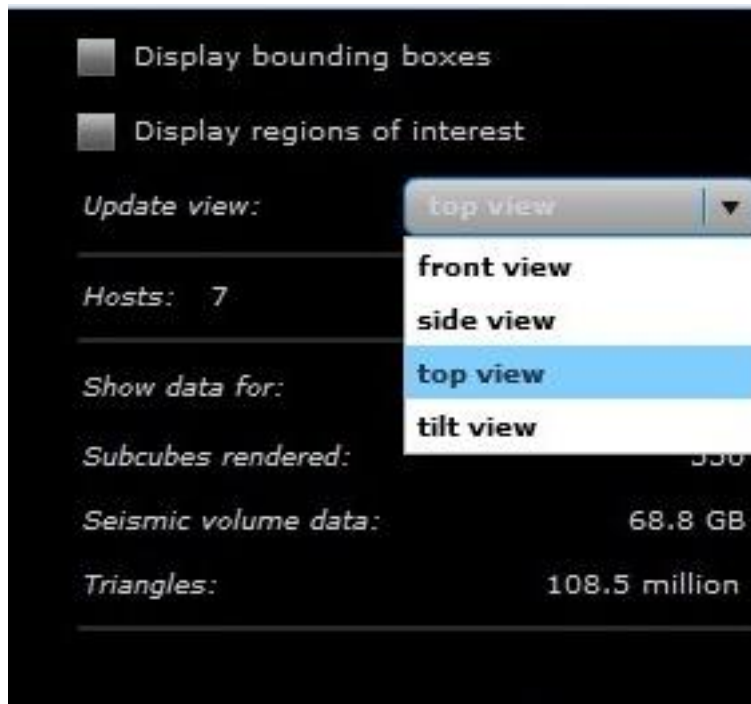 Display bounding boxes
Display regions of interest
Update view: top view
front view
side view
top view
tilt view
Hosts: 7
Show data for:
Subcubes rendered:
Seismic volume data: 68.8 GB
Triangles: 108.5 million